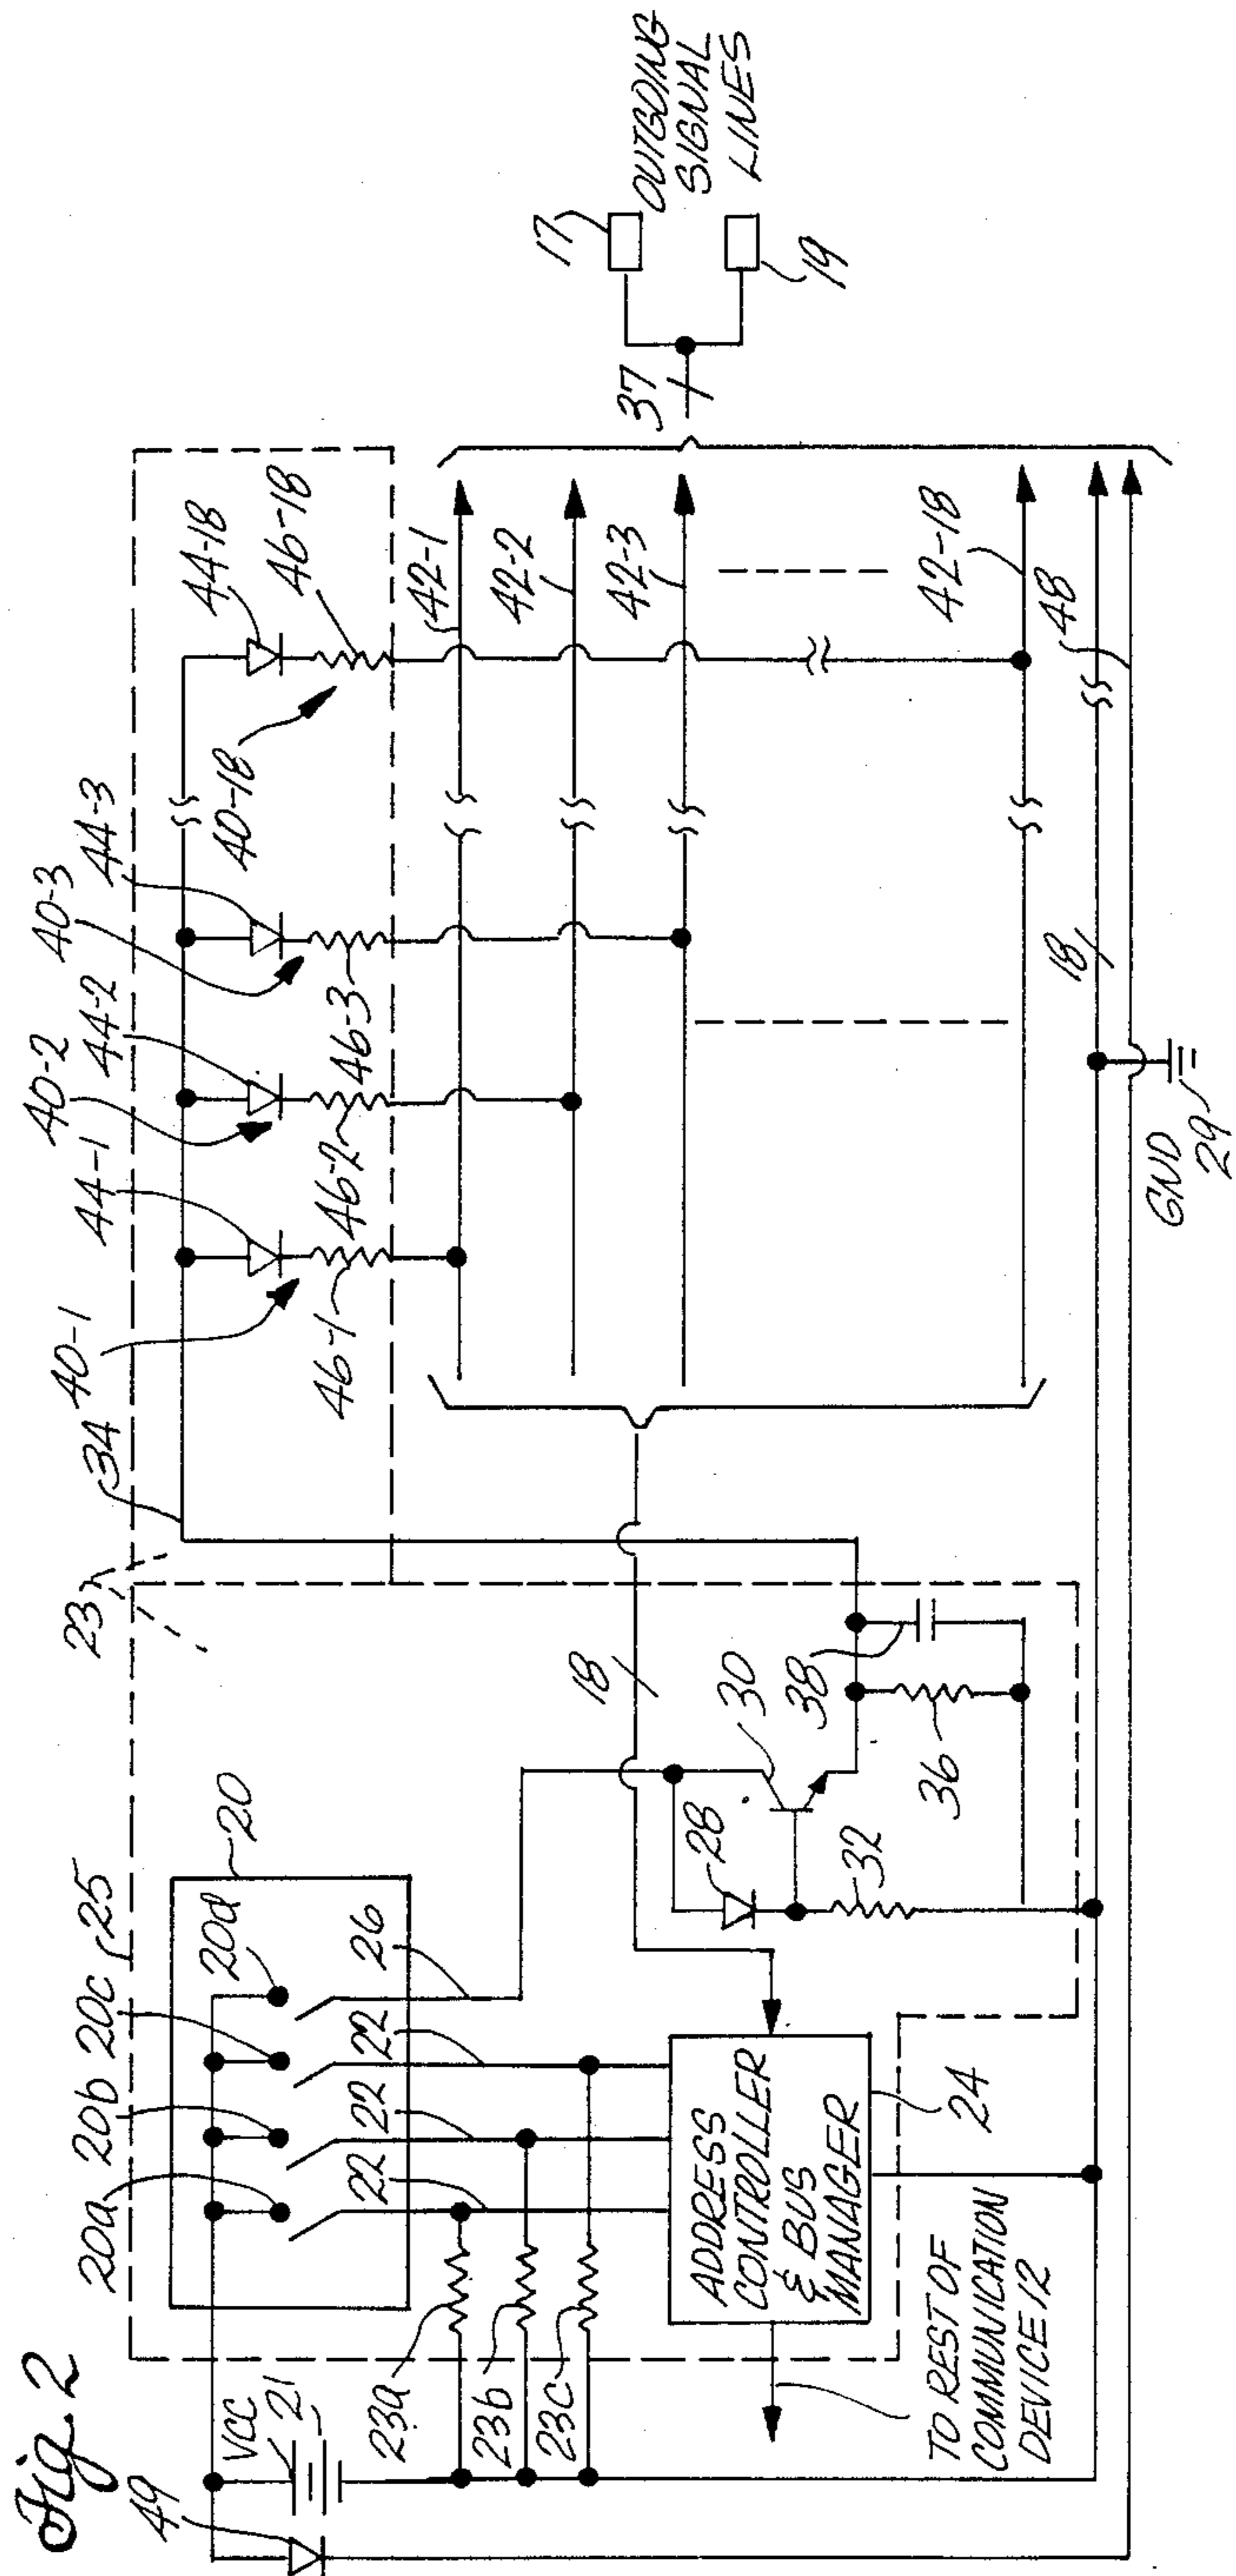 Fig. 2
49
VCC
21
20a
20b
20c
25
20d
20
22
22
22
26
23a
23b
23c
ADDRESS
CONTROLLER
& BUS
MANAGER
24
TO REST OF
COMMUNICATION
DEVICE 12
28
30
32
36
38
18
23
34
40-1
44-1
46-1
40-2
44-2
46-2
40-3
44-3
46-3
40-18
44-18
46-18
42-1
42-2
42-3
42-18
48
18
GND
29
37
17
19
OUTGOING
SIGNAL
LINES